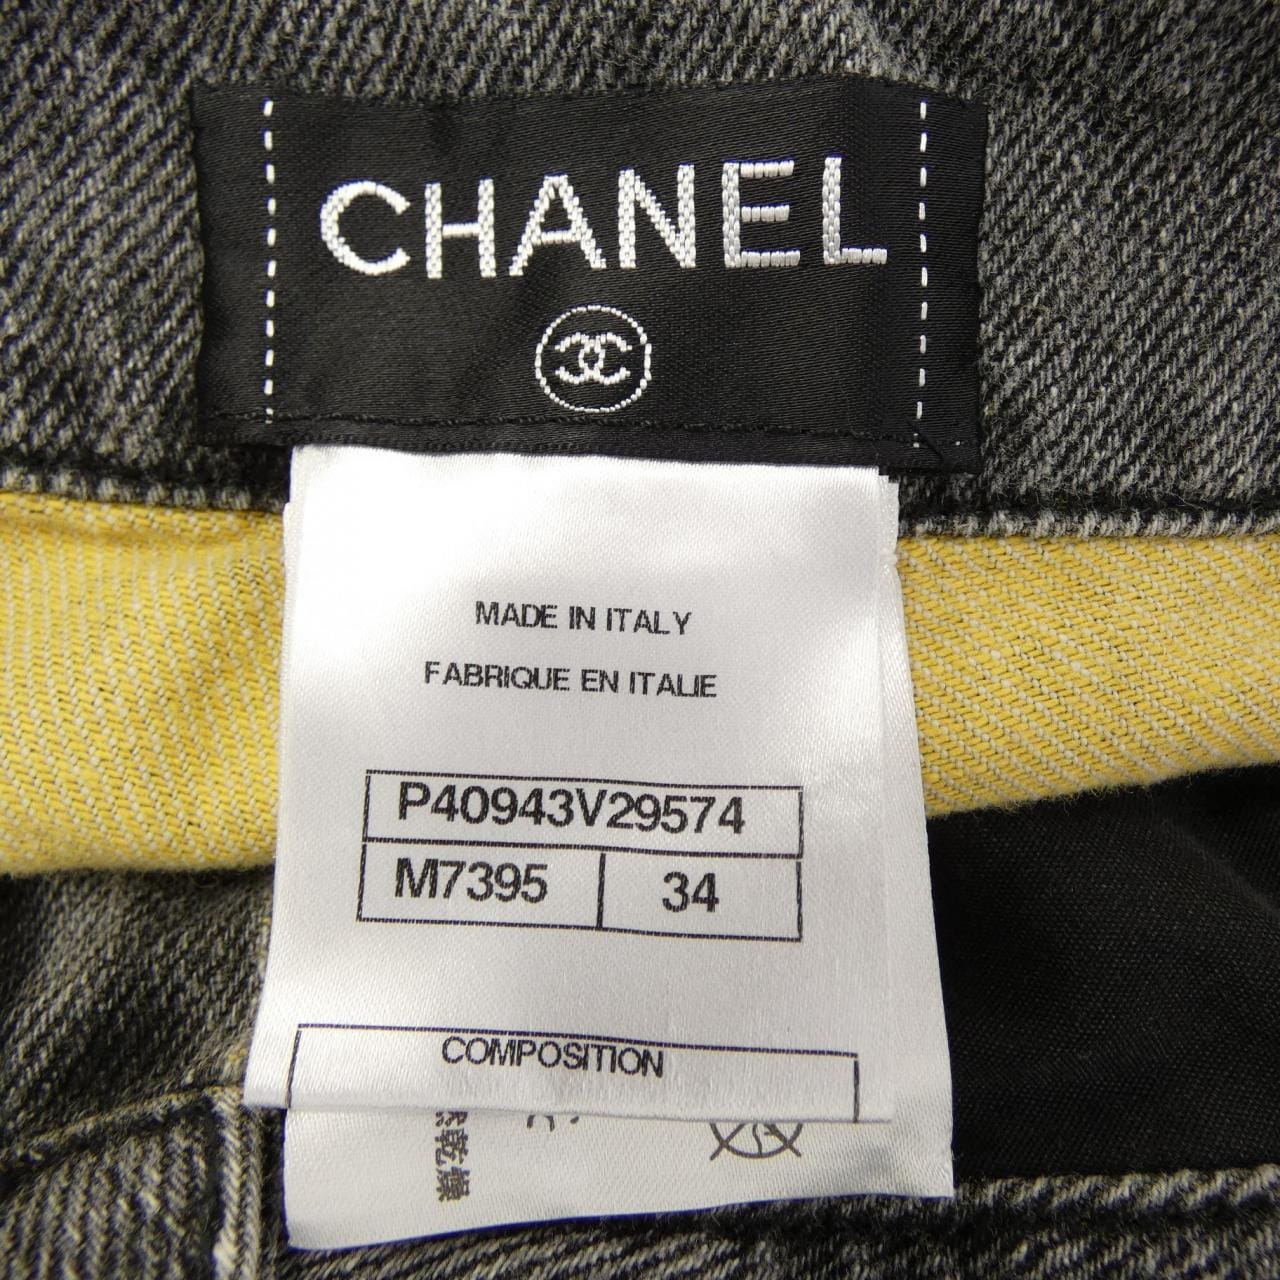 CHANEL
MADE IN ITALY
FABRIQUE EN ITALIE
P40943V29574
M7395 34
COMPOSITION